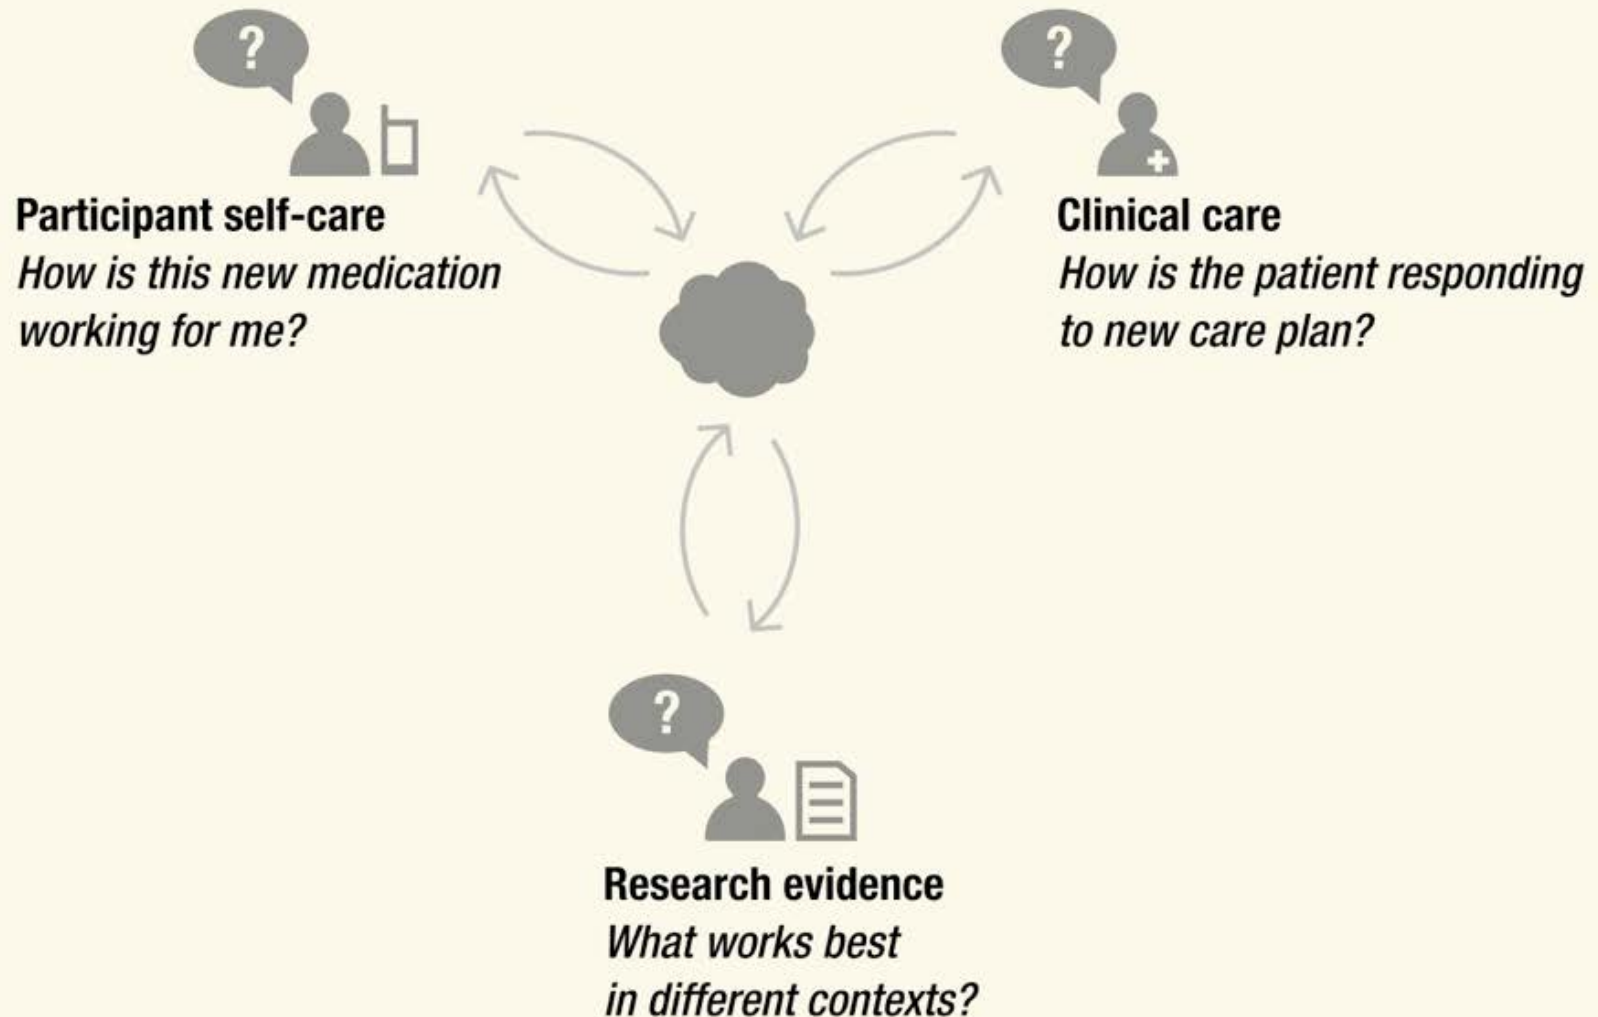 ?
Participant self-care
How is this new medication
working for me?
?
Clinical care
How is the patient responding
to new care plan?
?
Research evidence
What works best
in different contexts?